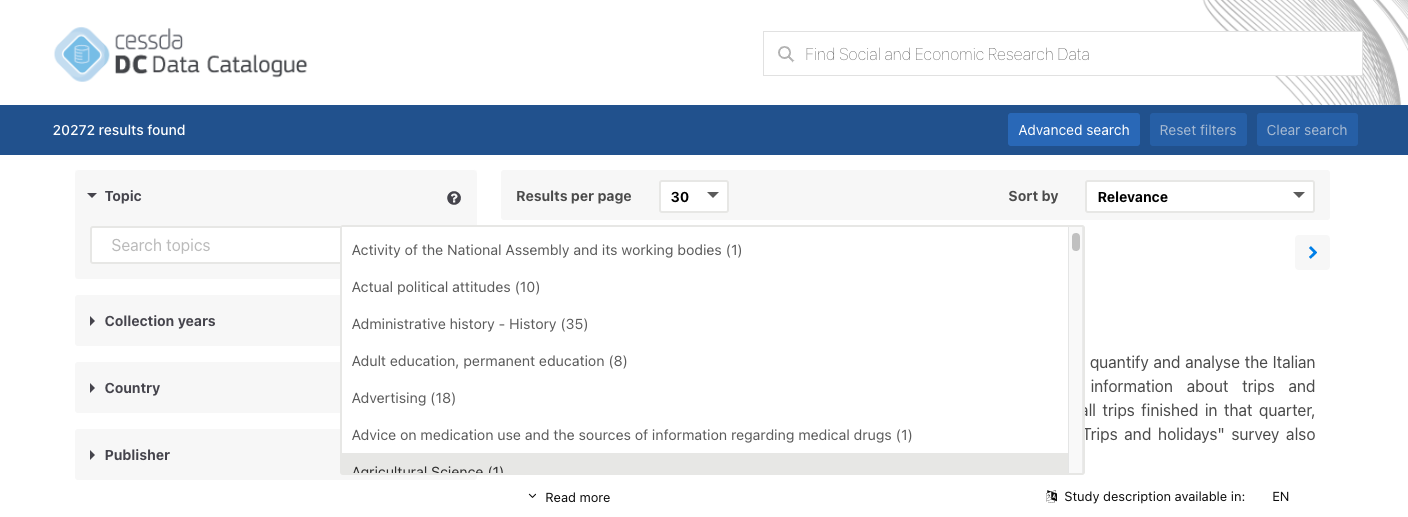 cessda
DC Data Catalogue
Find Social and Economic Research Data
20272 results found
Advanced search
Reset filters
Clear search
Topic
Results per page
30
Sort by
Relevance
Search topics
Activity of the National Assembly and its working bodies (1)
Actual political attitudes (10)
Administrative history - History (35)
Adult education, permanent education (8)
Advertising (18)
Advice on medication use and the sources of information regarding medical drugs (1)
Agricultural Science (1)
Collection years
Country
Publisher
quantify and analyse the Italian
information about trips and
all trips finished in that quarter,
Trips and holidays" survey also
Read more
Study description available in:
EN